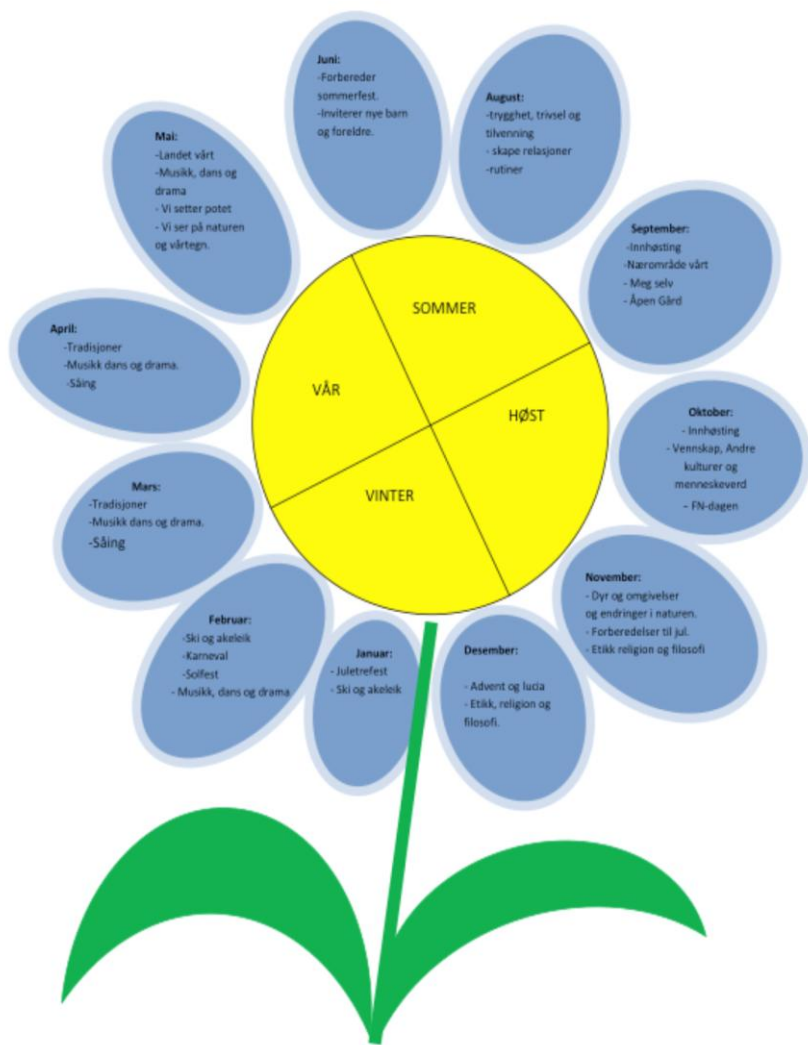 Juni:
-Forbereder
sommerfest.
-Inviterer nye barn
og foreldre.
August:
-trygghet, trivsel og
tilvenning
- skape relasjoner
-rutiner
Mai:
-Landet vårt
-Musikk, dans og
drama
- Vi setter potet
- Vi ser på naturen
og vårtegn.
September:
-Innhøsting
-Nærområde vårt
- Meg selv
- Åpen Gård
April:
-Tradisjoner
-Musikk dans og drama.
-Såing
SOMMER
VÅR
HØST
VINTER
Oktober:
- Innhøsting
- Vennskap, Andre
kulturer og
menneskeverd
– FN-dagen
Mars:
-Tradisjoner
-Musikk dans og drama.
-Såing
November:
- Dyr og omgivelser
og endringer i naturen.
- Forberedelser til jul.
- Etikk religion og filosofi
Februar:
-Ski og akeleik
-Karneval
-Solfest
- Musikk, dans og drama.
Januar:
- Juletrefest
- Ski og akeleik
Desember:
- Advent og lucia
- Etikk, religion og
filosofi.